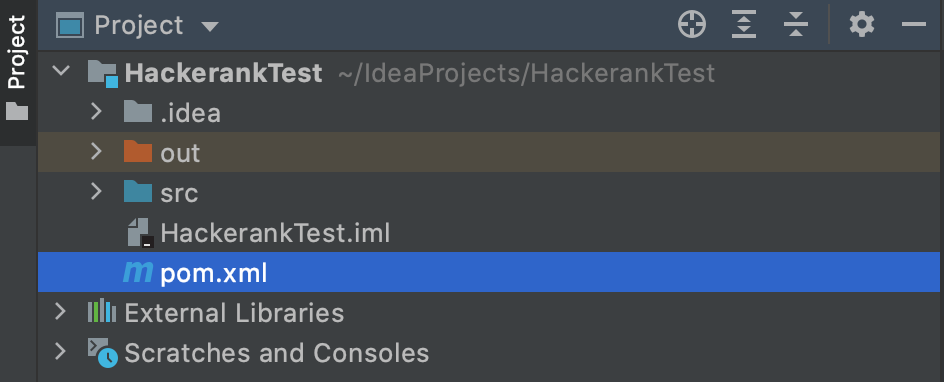 Project
Project
HackerankTest ~/IdeaProjects/HackerankTest
.idea
out
src
HackerankTest.iml
pom.xml
External Libraries
Scratches and Consoles